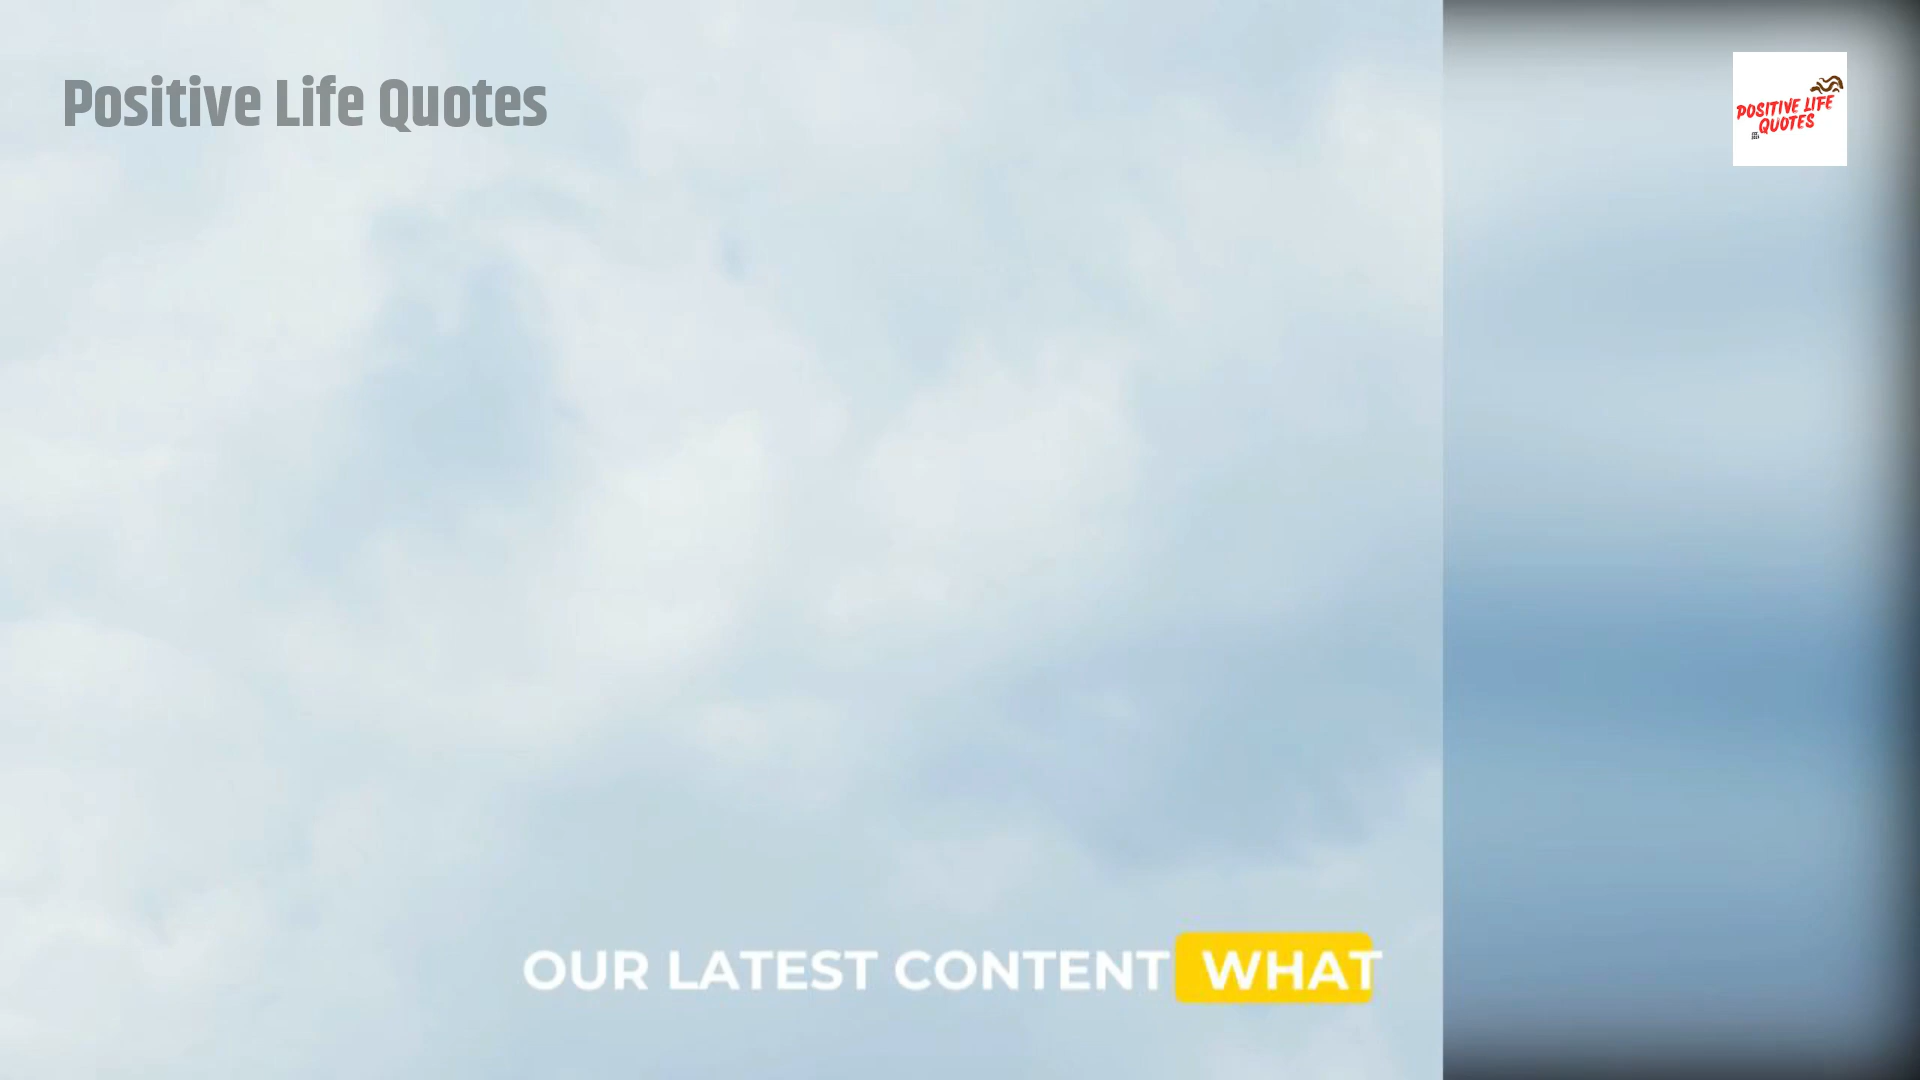 Positive Life Quotes
POSITIVE LIFE
QUOTES
OUR LATEST CONTENT WHAT